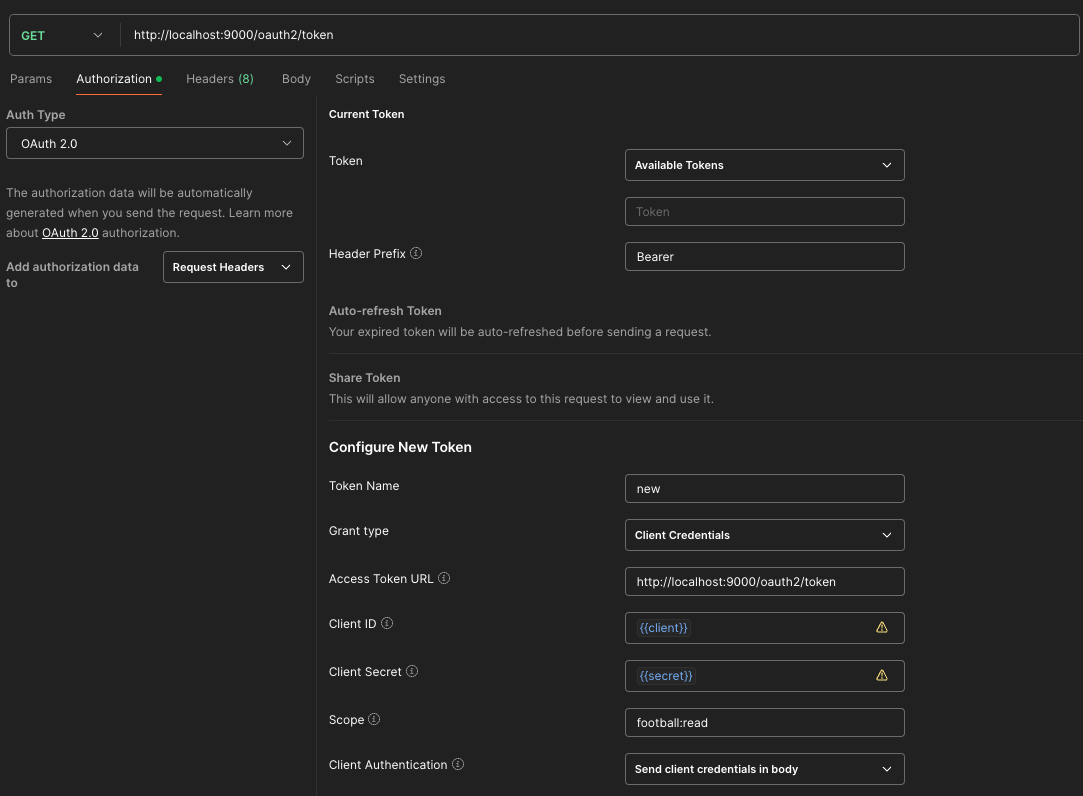 GET http://localhost:9000/oauth2/token
Params Authorization Headers (8) Body Scripts Settings
Auth Type
OAuth 2.0
The authorization data will be automatically
generated when you send the request. Learn more
about OAuth 2.0 authorization.
Add authorization data
to
Request Headers
Current Token
Token
Available Tokens
Token
Header Prefix
Bearer
Auto-refresh Token
Your expired token will be auto-refreshed before sending a request.
Share Token
This will allow anyone with access to this request to view and use it.
Configure New Token
Token Name
new
Grant type
Client Credentials
Access Token URL
http://localhost:9000/oauth2/token
Client ID
{{client}}
Client Secret
{{secret}}
Scope
football:read
Client Authentication
Send client credentials in body